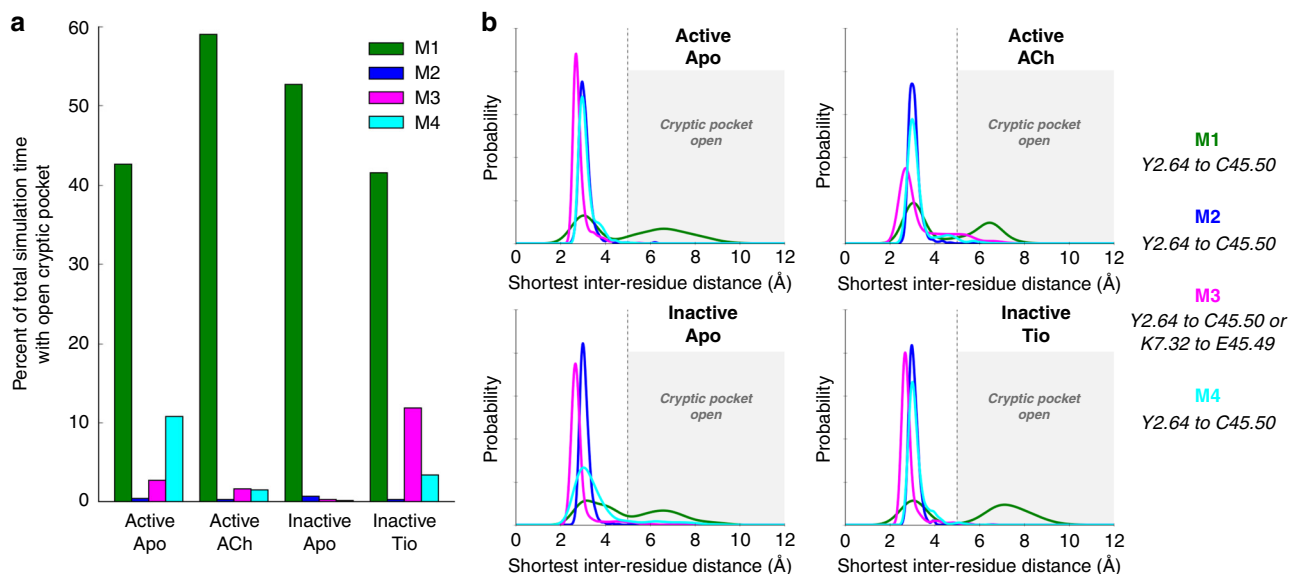 a
Percent of total simulation time
with open cryptic pocket
60
50
40
30
20
10
0
M1
M2
M3
M4
Active
Apo
Active
ACh
Inactive
Apo
Inactive
Tio
b
Active
Apo
Probability
Cryptic pocket
open
0 2 4 6 8 10 12
Shortest inter-residue distance (Å)
Active
ACh
Probability
Cryptic pocket
open
0 2 4 6 8 10 12
Shortest inter-residue distance (Å)
Inactive
Apo
Probability
Cryptic pocket
open
0 2 4 6 8 10 12
Shortest inter-residue distance (Å)
Inactive
Tio
Probability
Cryptic pocket
open
0 2 4 6 8 10 12
Shortest inter-residue distance (Å)
M1
Y2.64 to C45.50
M2
Y2.64 to C45.50
M3
Y2.64 to C45.50 or
K7.32 to E45.49
M4
Y2.64 to C45.50